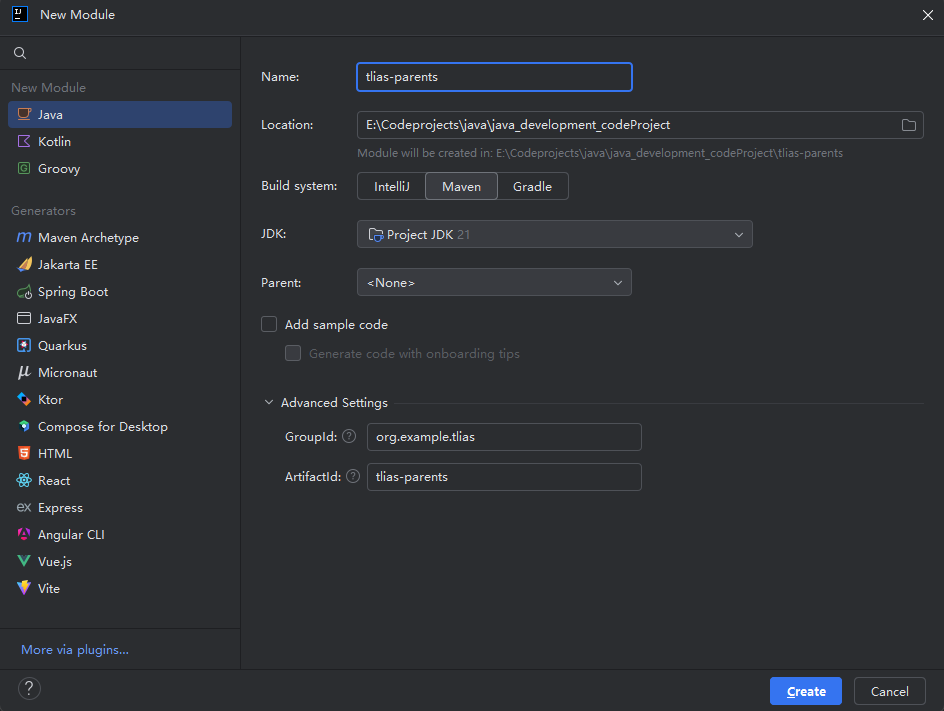 New Module
New Module
Java
Kotlin
Groovy
Generators
Maven Archetype
Jakarta EE
Spring Boot
JavaFX
Quarkus
Micronaut
Ktor
Compose for Desktop
HTML
React
Express
Angular CLI
Vue.js
Vite
More via plugins...
Name: tlias-parents
Location: E:\Codeprojects\java\java_development_codeProject
Module will be created in: E:\Codeprojects\java\java_development_codeProject\tlias-parents
Build system: IntelliJ Maven Gradle
JDK: Project JDK 21
Parent: <None>
Add sample code
Generate code with onboarding tips
Advanced Settings
GroupId: ? org.example.tlias
ArtifactId: ? tlias-parents
? Create Cancel